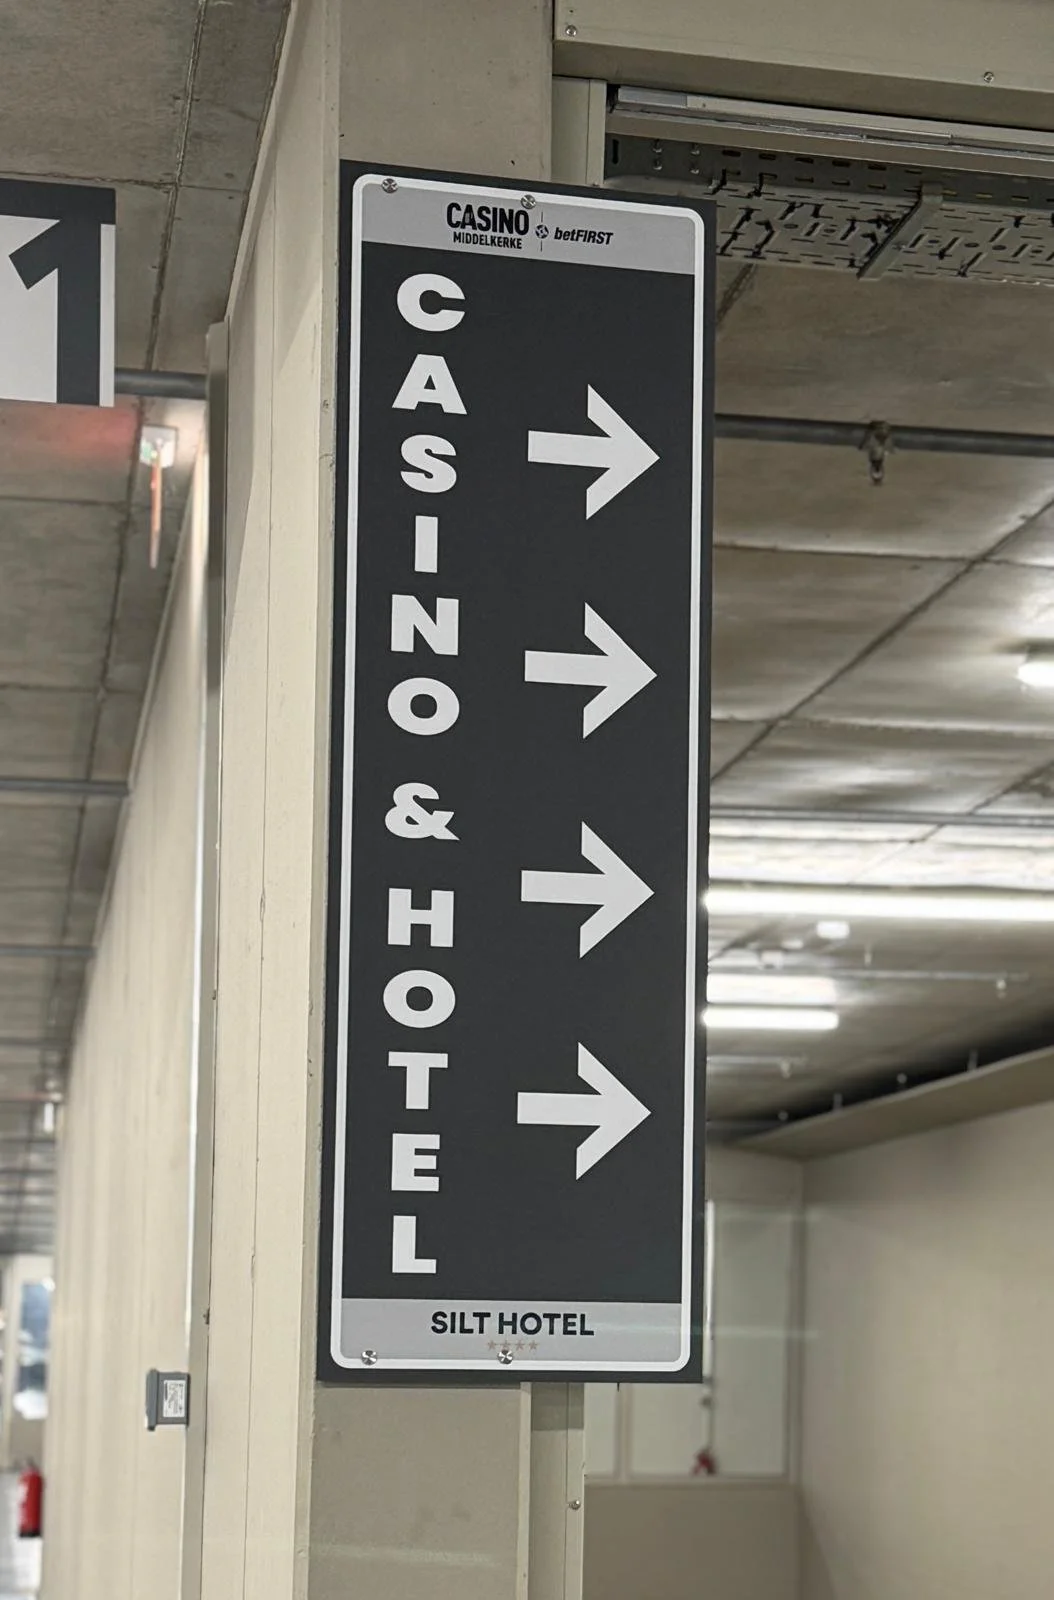 1
CASINO
MIDDELKERKE
betFIRST
CASINO & HOTEL
SILT HOTEL